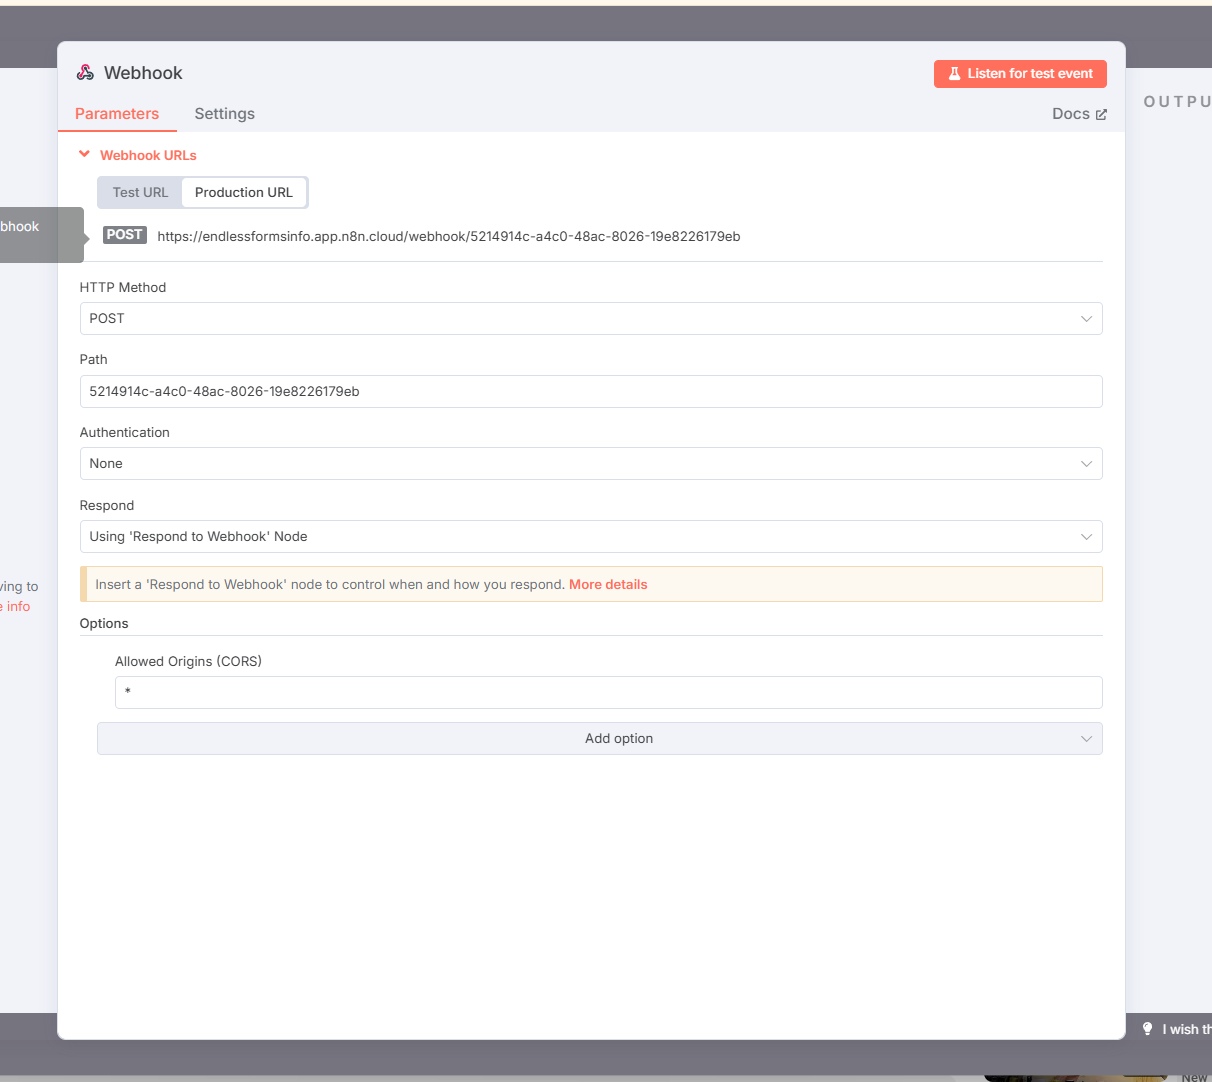 Webhook
Listen for test event
Parameters
Settings
Docs
OUTPU
Webhook URLs
Test URL
Production URL
bhook
POST
https://endlessformsinfo.app.n8n.cloud/webhook/5214914c-a4c0-48ac-8026-19e8226179eb
HTTP Method
POST
Path
5214914c-a4c0-48ac-8026-19e8226179eb
Authentication
None
Respond
Using 'Respond to Webhook' Node
Insert a 'Respond to Webhook' node to control when and how you respond. More details
ving to
e info
Options
Allowed Origins (CORS)
*
Add option
I wish th
New